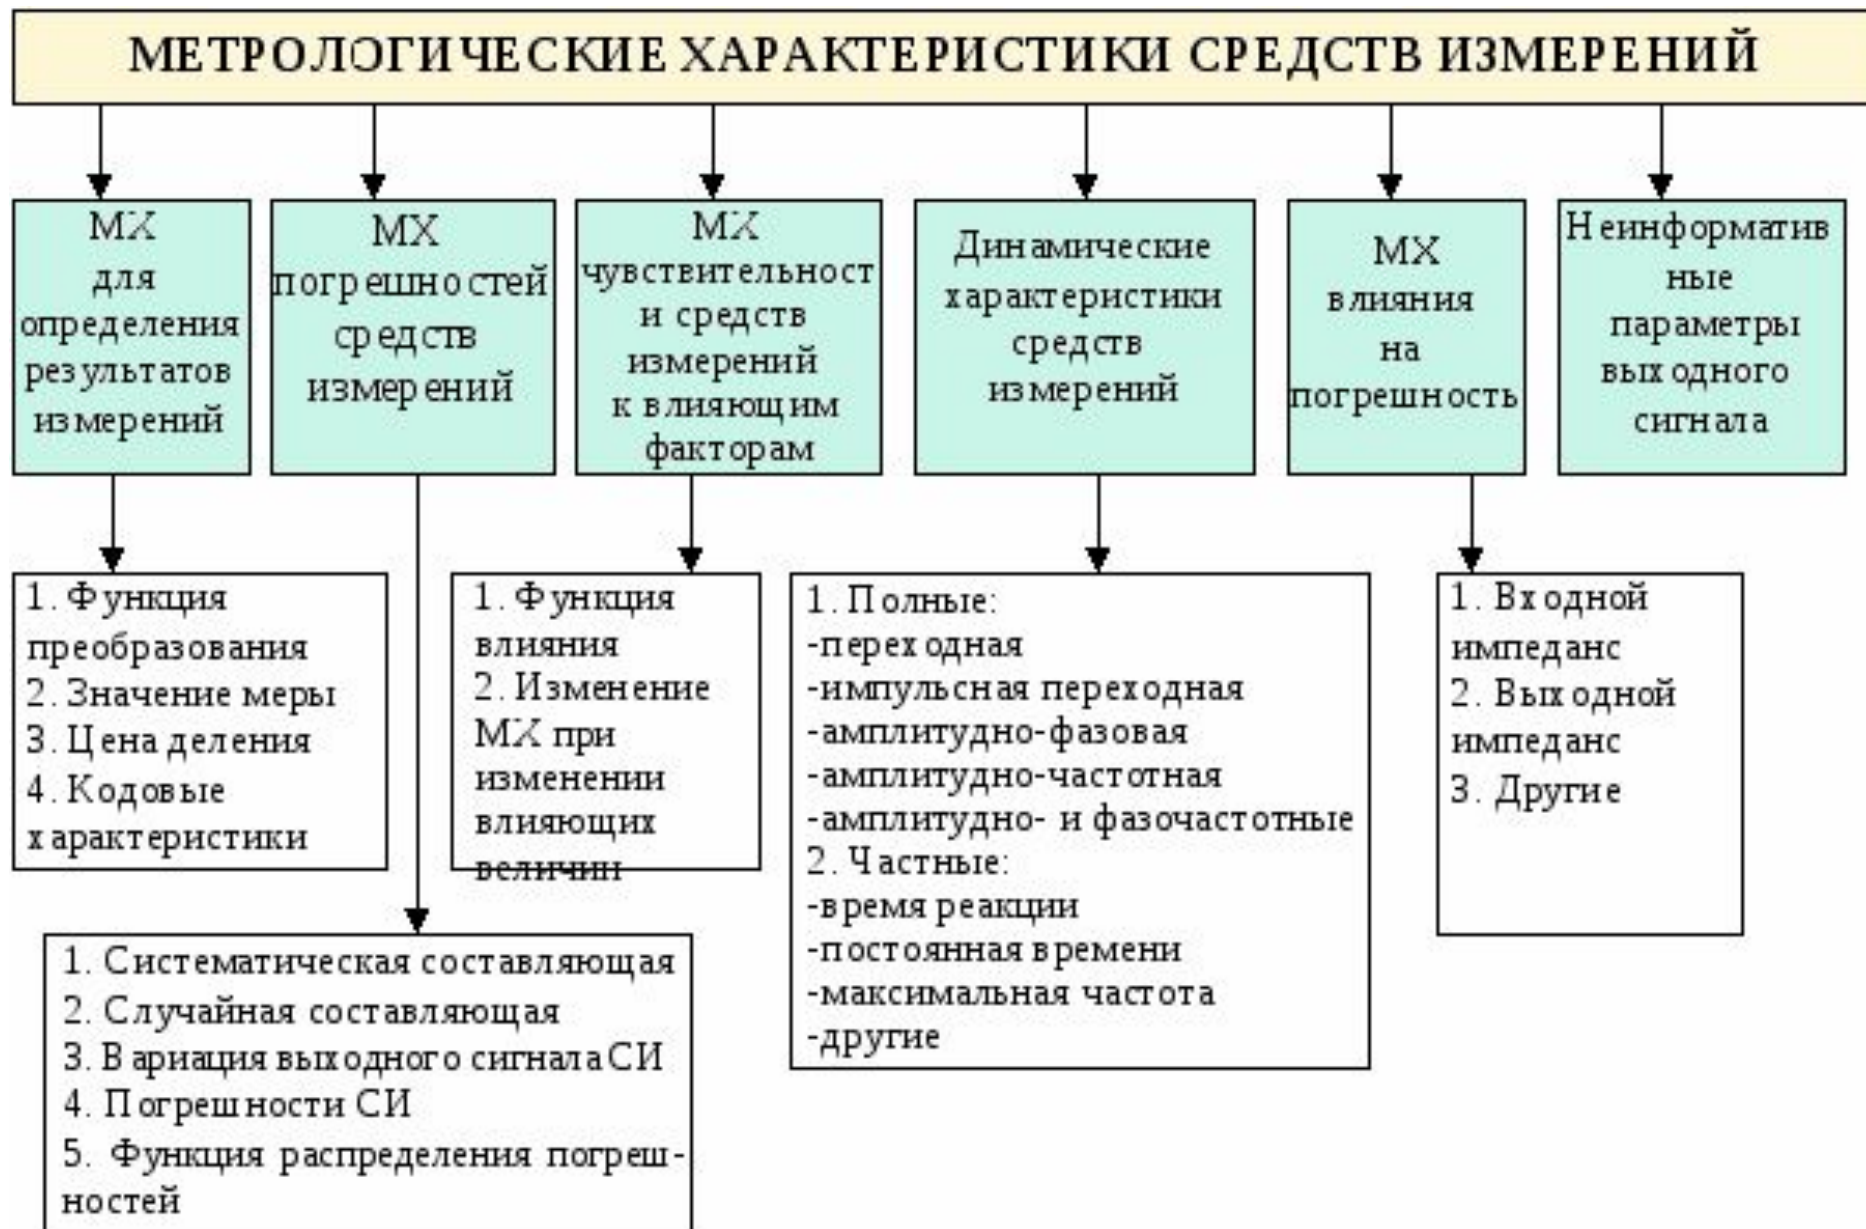 МЕТРОЛОГИЧЕСКИЕ ХАРАКТЕРИСТИКИ СРЕДСТВ ИЗМЕРЕНИЙ
МХ
для
определения
результатов
измерений
МХ
погрешностей
средств
измерений
МХ
чувствительност
и средств
измерений
к влияющим
факторам
Динамические
характеристики
средств
измерений
МХ
влияния
на
погрешность
Неинформатив
ные
параметры
выходного
сигнала
1. Функция
преобразования
2. Значение меры
3. Цена деления
4. Кодовые
характеристики
1. Функция
влияния
2. Изменение
МХ при
изменении
влияющих
величин
1. Полные:
-переходная
-импульсная переходная
-амплитудно-фазовая
-амплитудно-частотная
-амплитудно- и фазочастотные
2. Частные:
-время реакции
-постоянная времени
-максимальная частота
-другие
1. Входной
импеданс
2. Выходной
импеданс
3. Другие
1. Систематическая составляющая
2. Случайная составляющая
3. Вариация выходного сигнала СИ
4. Погрешности СИ
5. Функция распределения погреш-
ностей